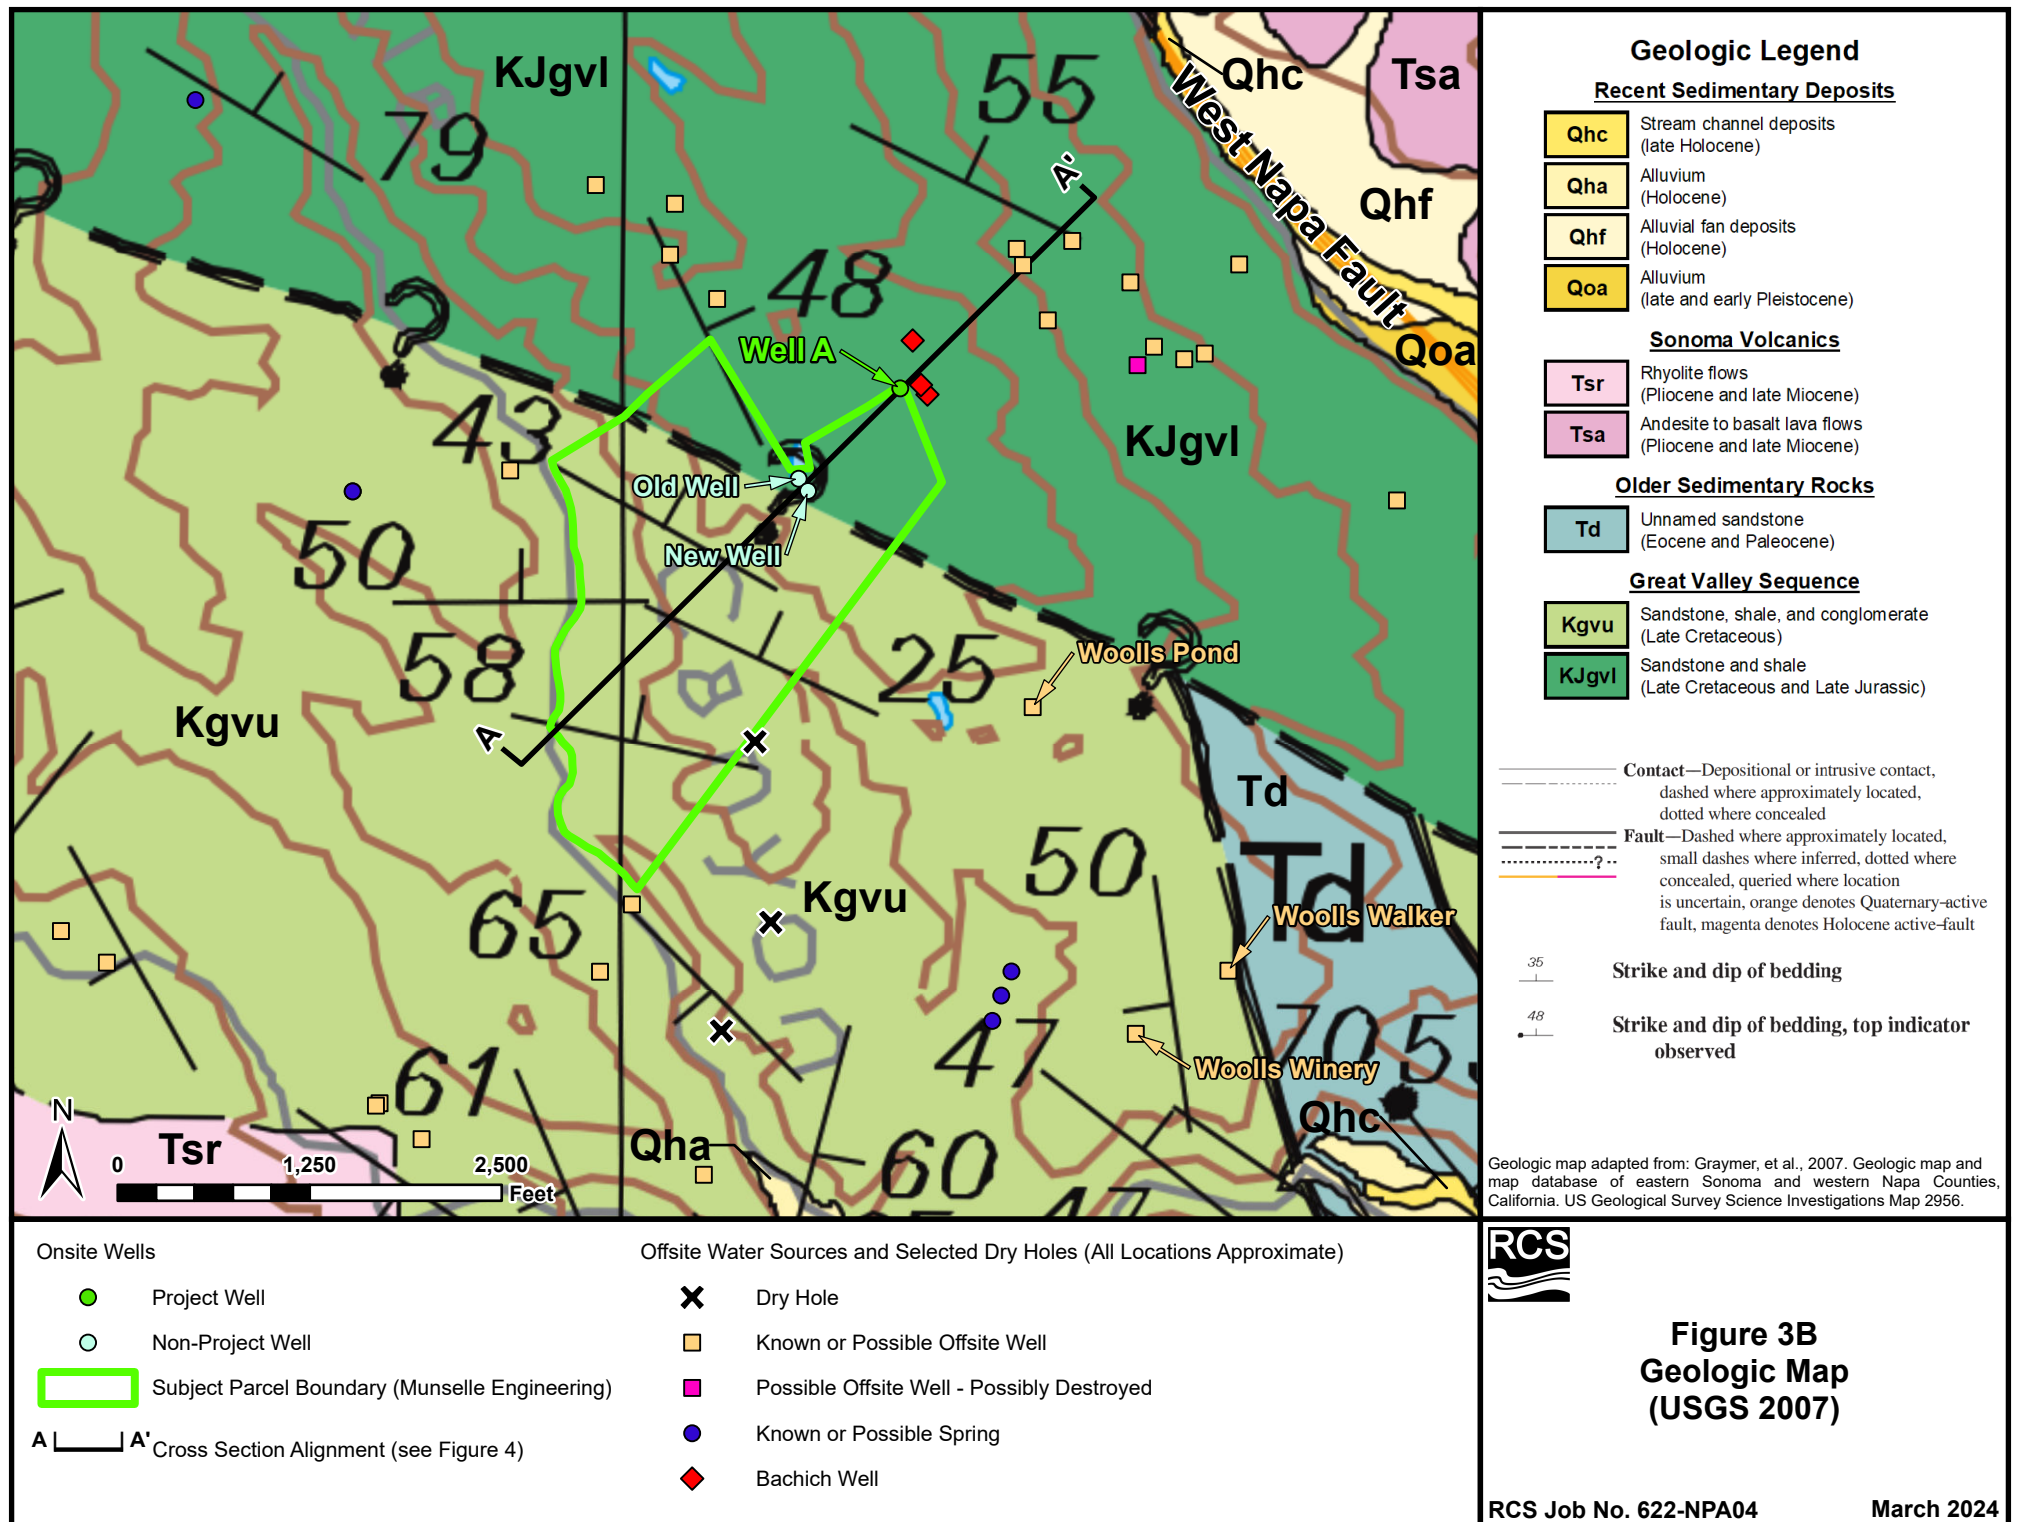 KJgvl
55
Qhc
Tsa
79
West Napa Fault
A'
Qhf
48
Well A
Qoa
43
KJgvl
Old Well
50
New Well
58
25
Woolls Pond
Kgvu
A
Td
50
Td
Kgvu
65
Woolls Walker
47
70
55
Woolls Winery
61
Qhc
N
Tsr
Qha
60
47
0 1,250 2,500
Feet
Geologic Legend
Recent Sedimentary Deposits
Qhc Stream channel deposits
(late Holocene)
Qha Alluvium
(Holocene)
Qhf Alluvial fan deposits
(Holocene)
Qoa Alluvium
(late and early Pleistocene)
Sonoma Volcanics
Tsr Rhyolite flows
(Pliocene and late Miocene)
Tsa Andesite to basalt lava flows
(Pliocene and late Miocene)
Older Sedimentary Rocks
Td Unnamed sandstone
(Eocene and Paleocene)
Great Valley Sequence
Kgvu Sandstone, shale, and conglomerate
(Late Cretaceous)
KJgvl Sandstone and shale
(Late Cretaceous and Late Jurassic)
Contact—Depositional or intrusive contact,
dashed where approximately located,
dotted where concealed
Fault—Dashed where approximately located,
small dashes where inferred, dotted where
concealed, queried where location
is uncertain, orange denotes Quaternary-active
fault, magenta denotes Holocene active-fault
?
35
Strike and dip of bedding
48
Strike and dip of bedding, top indicator
observed
Geologic map adapted from: Graymer, et al., 2007. Geologic map and
map database of eastern Sonoma and western Napa Counties,
California. US Geological Survey Science Investigations Map 2956.
Onsite Wells
Project Well
Non-Project Well
Subject Parcel Boundary (Munselle Engineering)
A A' Cross Section Alignment (see Figure 4)
Offsite Water Sources and Selected Dry Holes (All Locations Approximate)
Dry Hole
Known or Possible Offsite Well
Possible Offsite Well - Possibly Destroyed
Known or Possible Spring
Bachich Well
RCS
Figure 3B
Geologic Map
(USGS 2007)
RCS Job No. 622-NPA04
March 2024